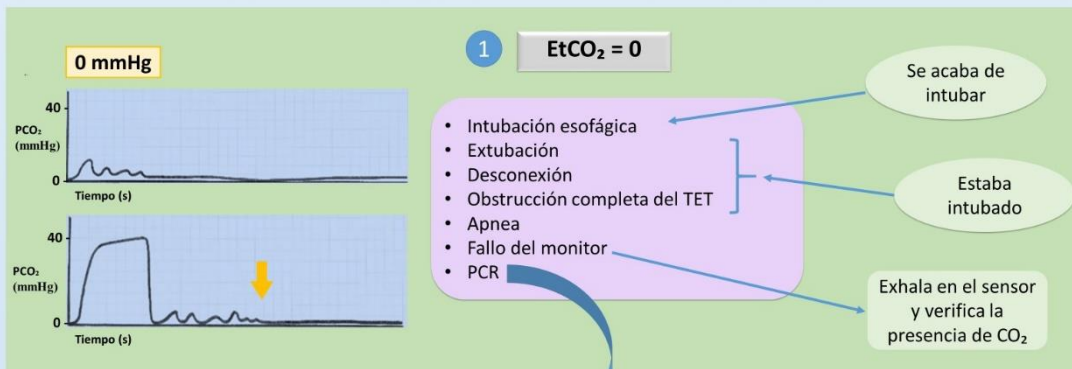 0 mmHg
40
PCO₂
(mmHg)
0
Tiempo (s)
40
PCO₂
(mmHg)
0
Tiempo (s)
1
EtCO₂ = 0
• Intubación esofágica
• Extubación
• Desconexión
• Obstrucción completa del TET
• Apnea
• Fallo del monitor
• PCR
Se acaba de
intubar
Estaba
intubado
Exhala en el sensor
y verifica la
presencia de CO₂